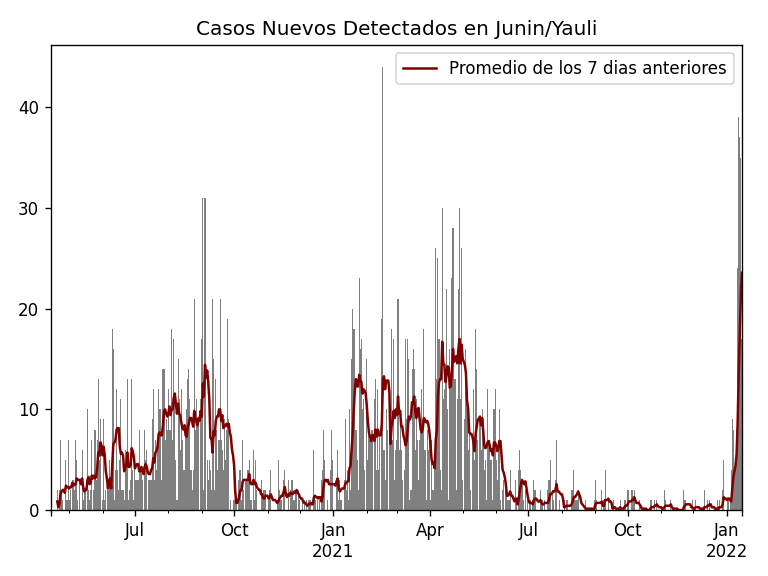 Casos Nuevos Detectados en Junin/Yauli
Promedio de los 7 dias anteriores
40
30
20
10
0
Jul
Oct
Jan
2021
Apr
Jul
Oct
Jan
2022